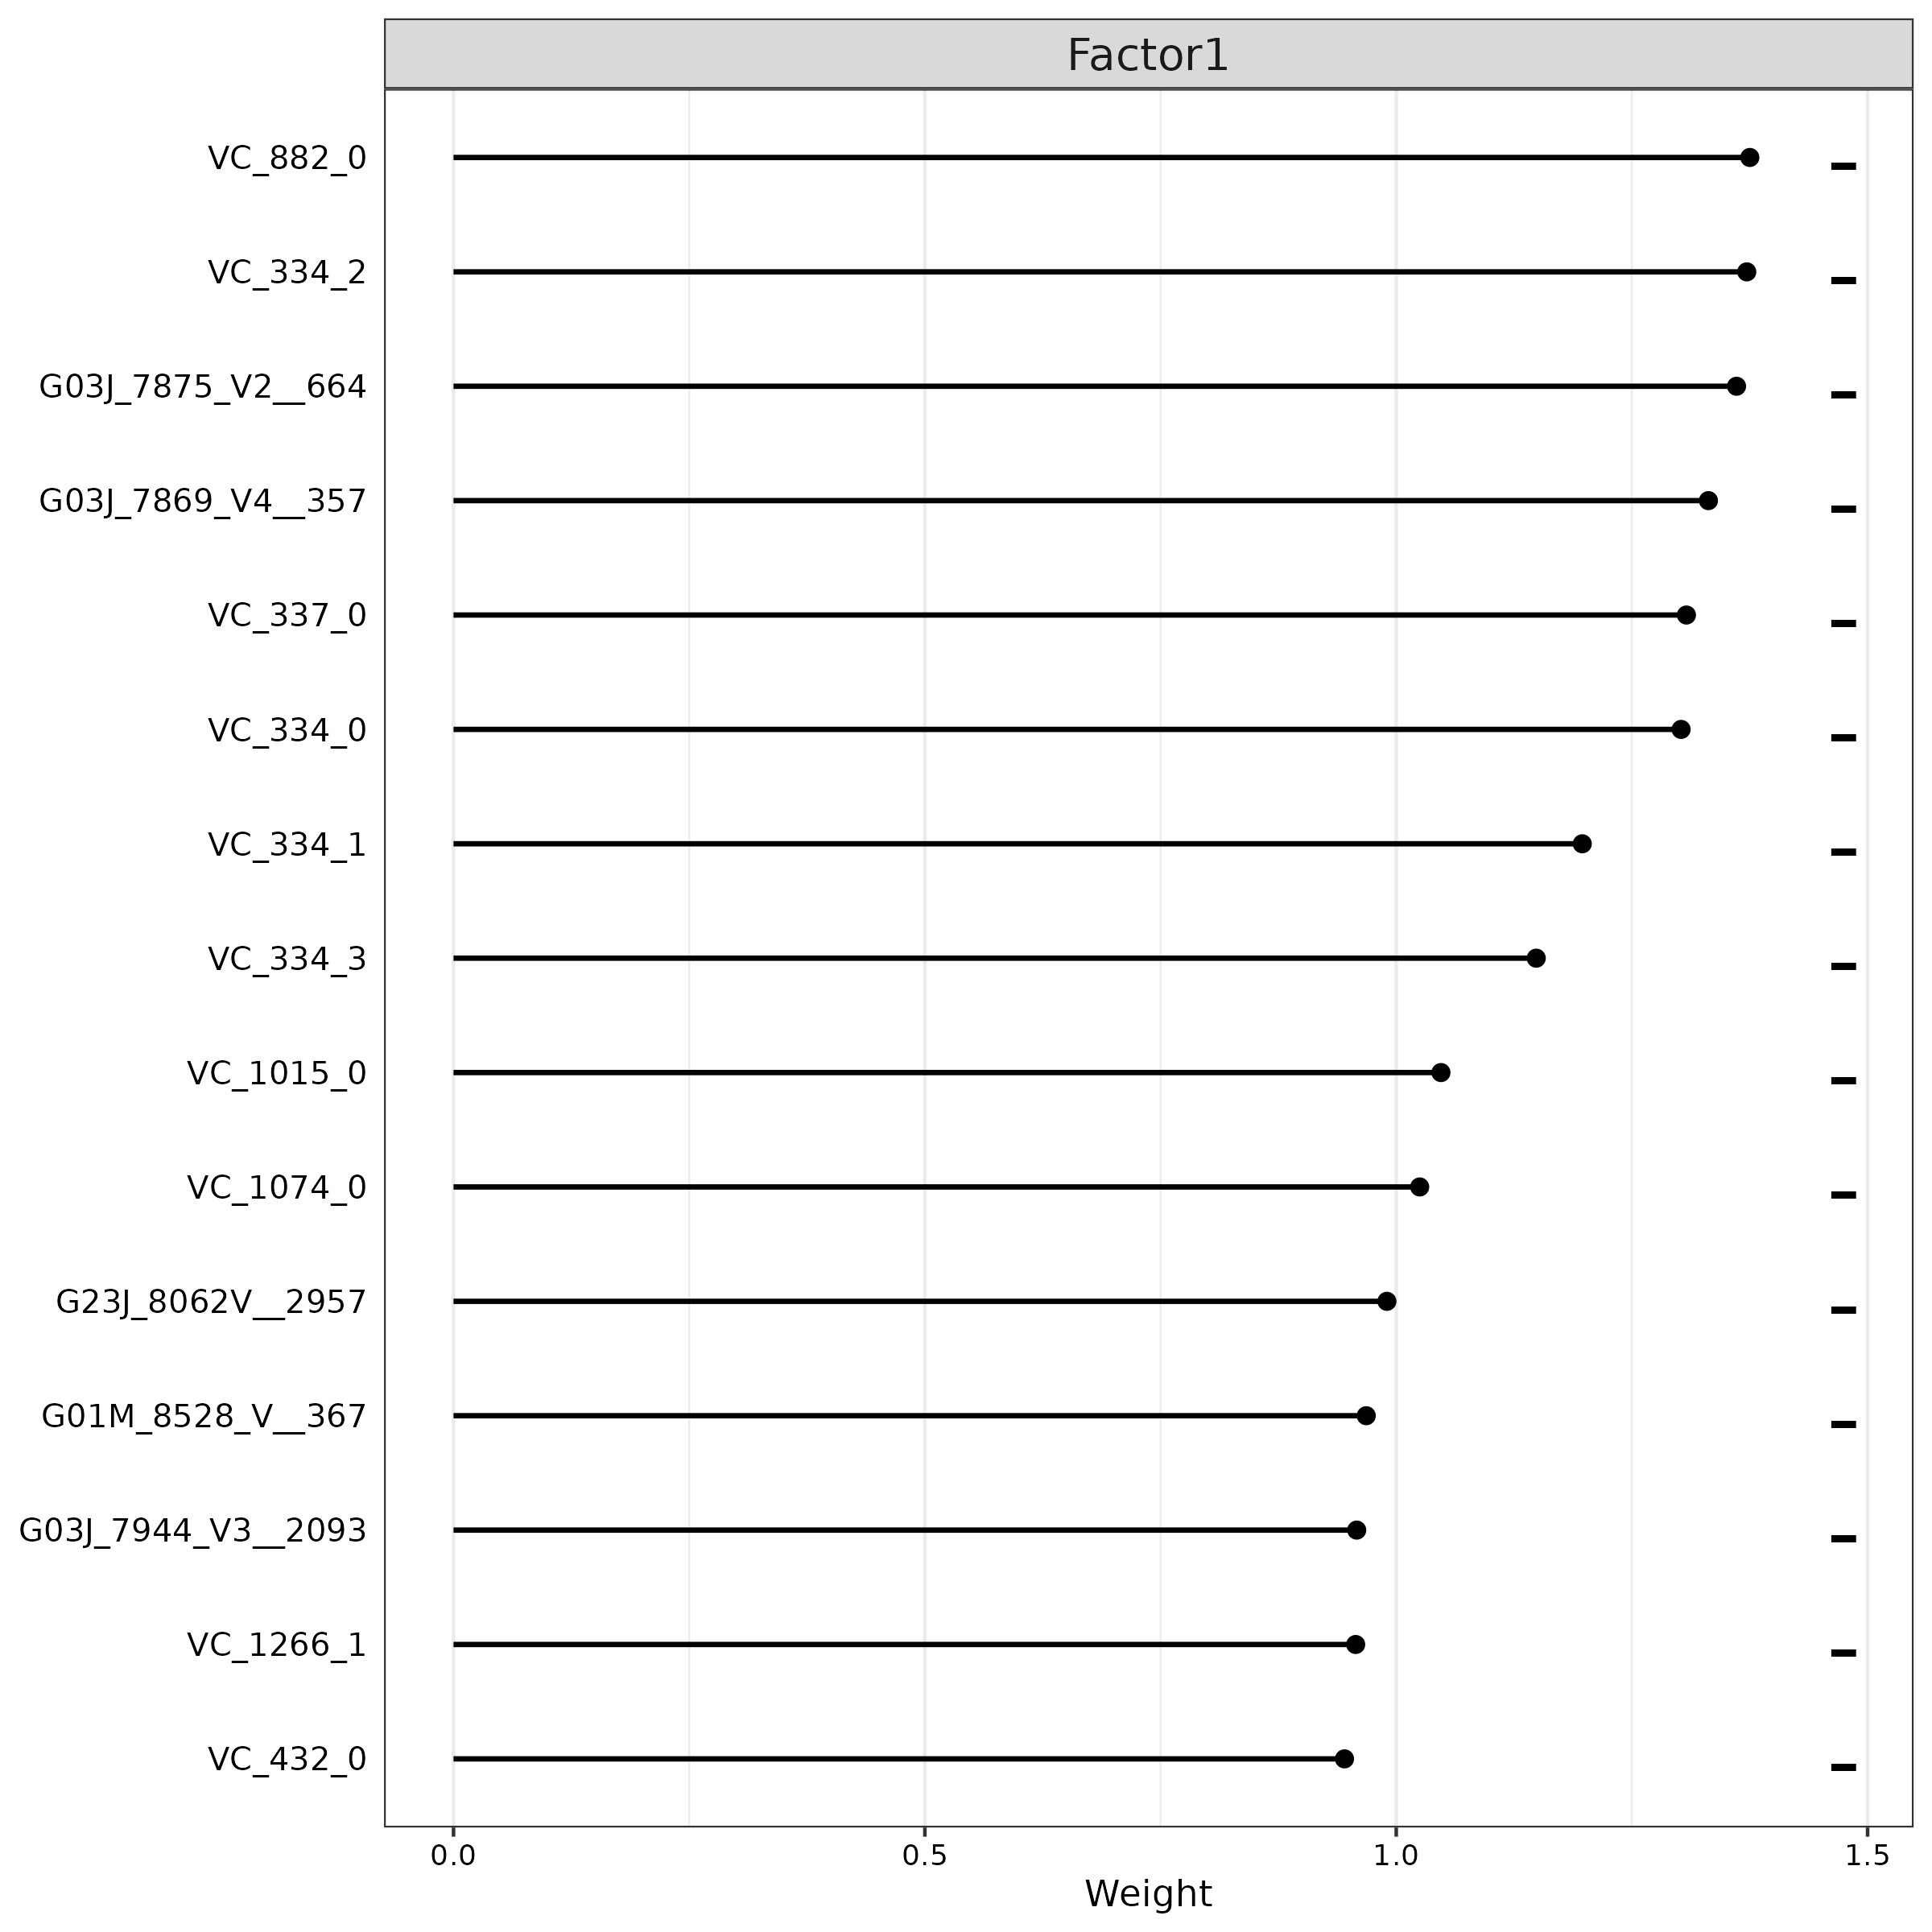 Factor1
VC_882_0
VC_334_2
G03J_7875_V2__664
G03J_7869_V4__357
VC_337_0
VC_334_0
VC_334_1
VC_334_3
VC_1015_0
VC_1074_0
G23J_8062V__2957
G01M_8528_V__367
G03J_7944_V3__2093
VC_1266_1
VC_432_0
0.0 0.5 1.0 1.5
Weight